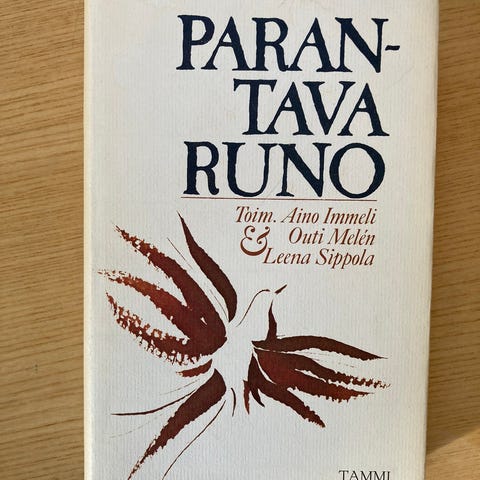 PARAN-
TAVA
RUNO
Toim. Aino Immeli
Outi Melén
& Leena Sippola
TAMMI